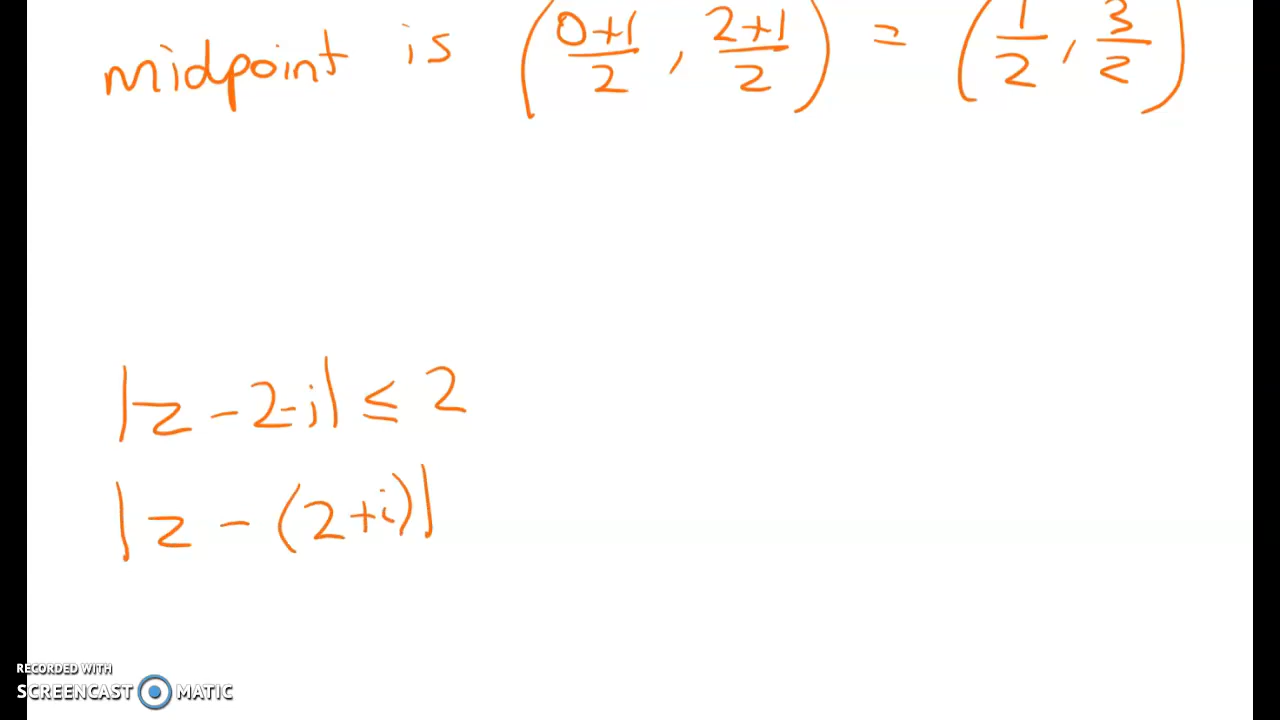 midpoint is (0+1/2, 2+1/2) = (1/2, 3/2)
|z - 2-i| ≤ 2
|z - (2+i)|
RECORDED WITH
SCREENCAST MATIC